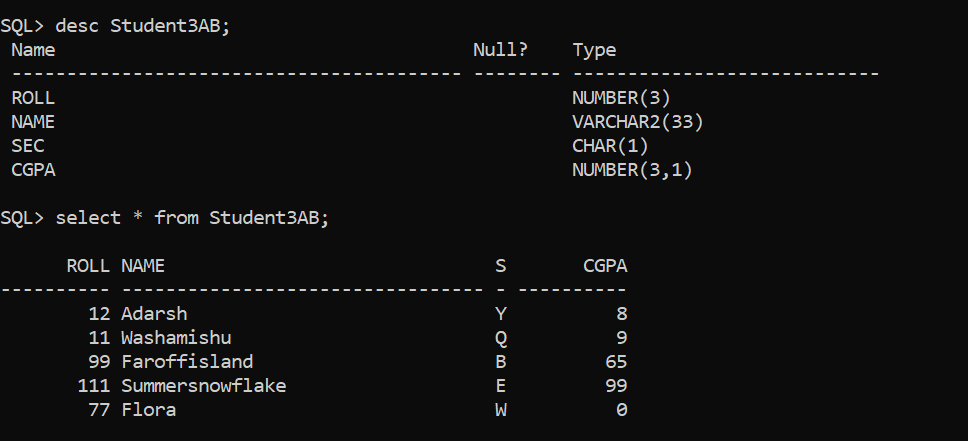 SQL> desc Student3AB;
 Name                                      Null?    Type
 ----------------------------------------- -------- ----------------------------
 ROLL                                               NUMBER(3)
 NAME                                               VARCHAR2(33)
 SEC                                                CHAR(1)
 CGPA                                               NUMBER(3,1)
SQL> select * from Student3AB;
      ROLL NAME                              S       CGPA
---------- --------------------------------- - ----------
        12 Adarsh                            Y          8
        11 Washamishu                        Q          9
        99 Faroffisland                      B         65
       111 Summersnowflake                   E         99
        77 Flora                             W          0